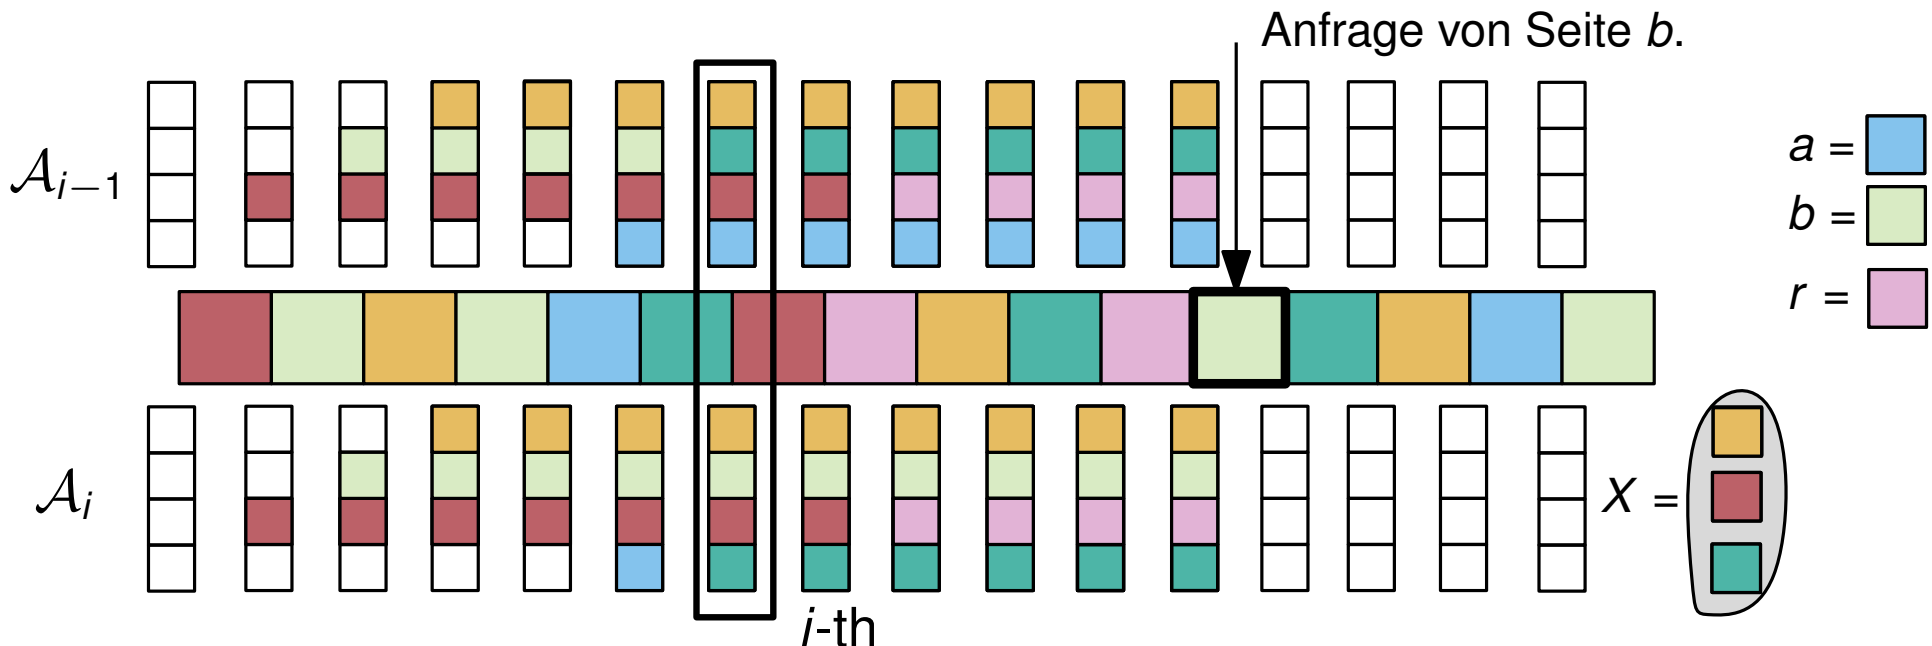 Anfrage von Seite b.
𝒜ᵢ₋₁
a =
b =
r =
𝒜ᵢ
X =
i-th